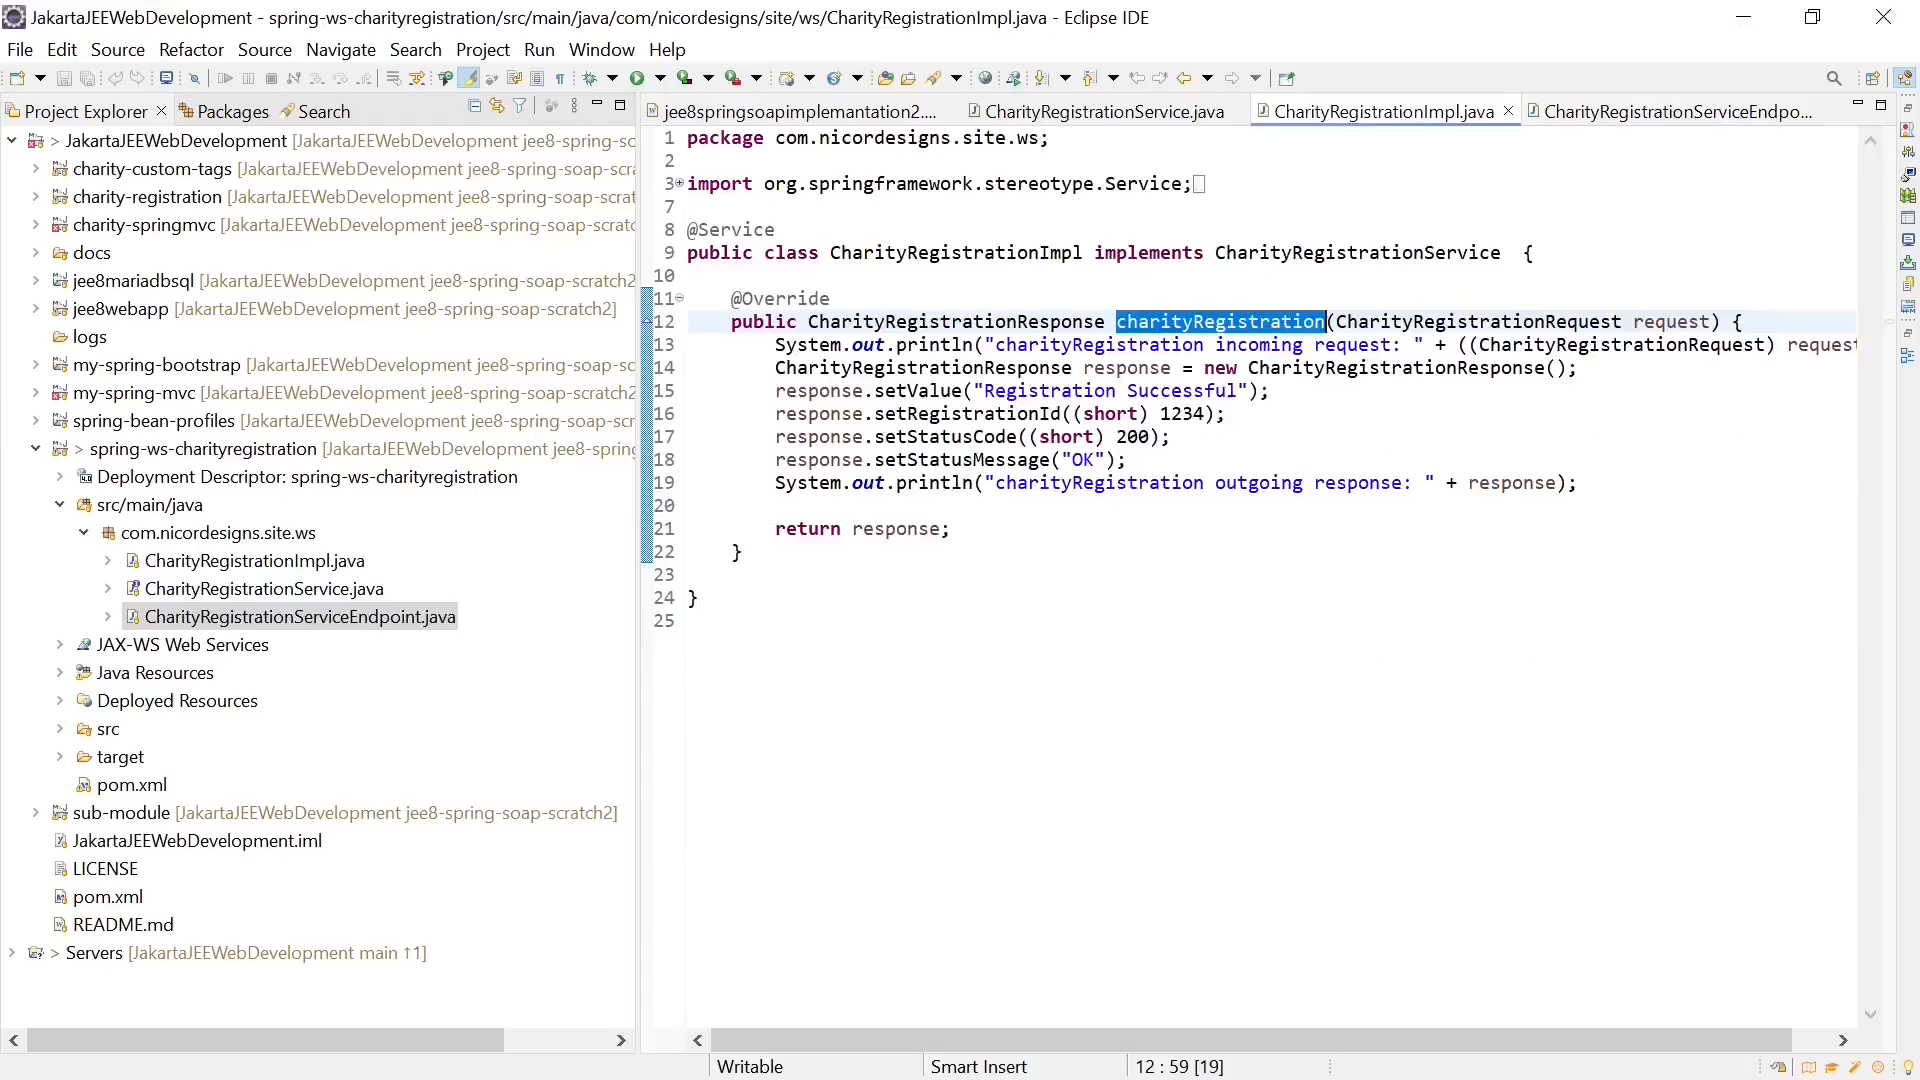 JakartaJEEWebDevelopment - spring-ws-charityregistration/src/main/java/com/nicordesigns/site/ws/CharityRegistrationImpl.java - Eclipse IDE
File Edit Source Refactor Source Navigate Search Project Run Window Help
Project Explorer Packages Search
jee8springsoapimplemantation2.... CharityRegistrationService.java CharityRegistrationImpl.java CharityRegistrationServiceEndpo...
> JakartaJEEWebDevelopment [JakartaJEEWebDevelopment jee8-spring-sc
charity-custom-tags [JakartaJEEWebDevelopment jee8-spring-soap-scra
charity-registration [JakartaJEEWebDevelopment jee8-spring-soap-scrat
charity-springmvc [JakartaJEEWebDevelopment jee8-spring-soap-scratc
docs
jee8mariadbsql [JakartaJEEWebDevelopment jee8-spring-soap-scratch2
jee8webapp [JakartaJEEWebDevelopment jee8-spring-soap-scratch2]
logs
my-spring-bootstrap [JakartaJEEWebDevelopment jee8-spring-soap-sc
my-spring-mvc [JakartaJEEWebDevelopment jee8-spring-soap-scratch2
spring-bean-profiles [JakartaJEEWebDevelopment jee8-spring-soap-scr
> spring-ws-charityregistration [JakartaJEEWebDevelopment jee8-spring
Deployment Descriptor: spring-ws-charityregistration
src/main/java
com.nicordesigns.site.ws
CharityRegistrationImpl.java
CharityRegistrationService.java
CharityRegistrationServiceEndpoint.java
JAX-WS Web Services
Java Resources
Deployed Resources
src
target
pom.xml
sub-module [JakartaJEEWebDevelopment jee8-spring-soap-scratch2]
JakartaJEEWebDevelopment.iml
LICENSE
pom.xml
README.md
> Servers [JakartaJEEWebDevelopment main ↑1]
1 package com.nicordesigns.site.ws;
2
3 import org.springframework.stereotype.Service;
7
8 @Service
9 public class CharityRegistrationImpl implements CharityRegistrationService {
10
11 @Override
12 public CharityRegistrationResponse charityRegistration(CharityRegistrationRequest request) {
13 System.out.println("charityRegistration incoming request: " + ((CharityRegistrationRequest) request
14 CharityRegistrationResponse response = new CharityRegistrationResponse();
15 response.setValue("Registration Successful");
16 response.setRegistrationId((short) 1234);
17 response.setStatusCode((short) 200);
18 response.setStatusMessage("OK");
19 System.out.println("charityRegistration outgoing response: " + response);
20
21 return response;
22 }
23
24 }
25
Writable Smart Insert 12 : 59 [19]